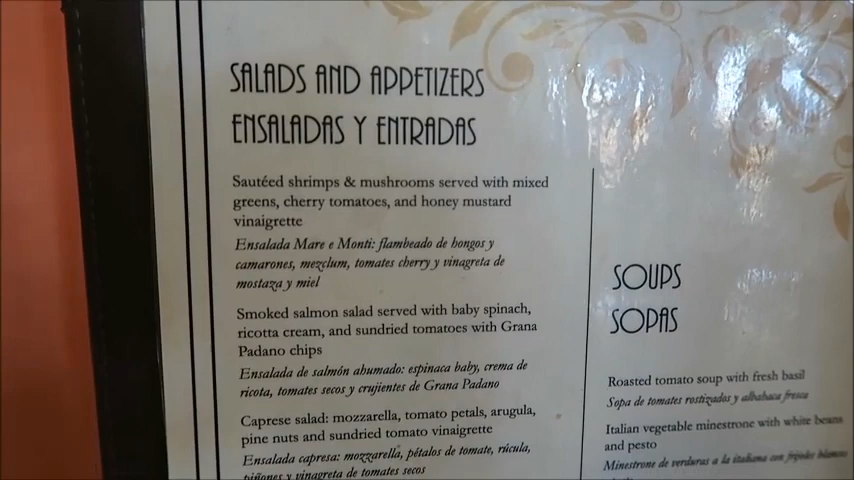 SALADS AND APPETIZERS
ENSALADAS Y ENTRADAS
Sautéed shrimps & mushrooms served with mixed
greens, cherry tomatoes, and honey mustard
vinaigrette
Ensalada Mare e Monti: flambeado de hongos y
camarones, mezclum, tomates cherry y vinagreta de
mostaza y miel
Smoked salmon salad served with baby spinach,
ricotta cream, and sundried tomatoes with Grana
Padano chips
Ensalada de salmón ahumado: espinaca baby, crema de
ricota, tomates secos y crujientes de Grana Padano
Caprese salad: mozzarella, tomato petals, arugula,
pine nuts and sundried tomato vinaigrette
Ensalada capresa: mozzarella, pétalos de tomate, rúcula,
piñones y vinagreta de tomates secos
SOUPS
SOPAS
Roasted tomato soup with fresh basil
Sopa de tomates rostizados y albahaca fresca
Italian vegetable minestrone with white beans
and pesto
Minestrone de verduras a la italiana con frijoles blancos